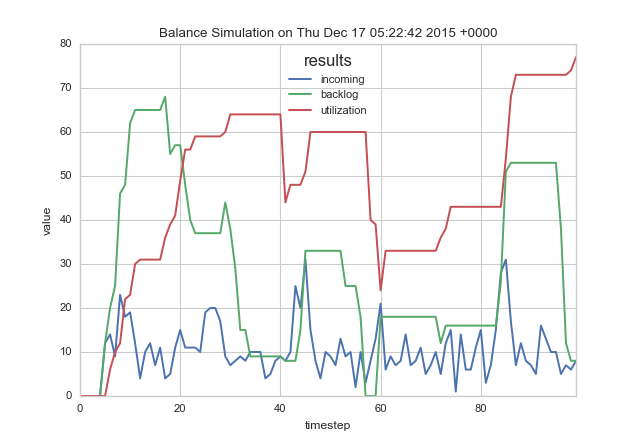 Balance Simulation on Thu Dec 17 05:22:42 2015 +0000
80
70
60
50
40
30
20
10
0
value
results
incoming
backlog
utilization
0 20 40 60 80
timestep